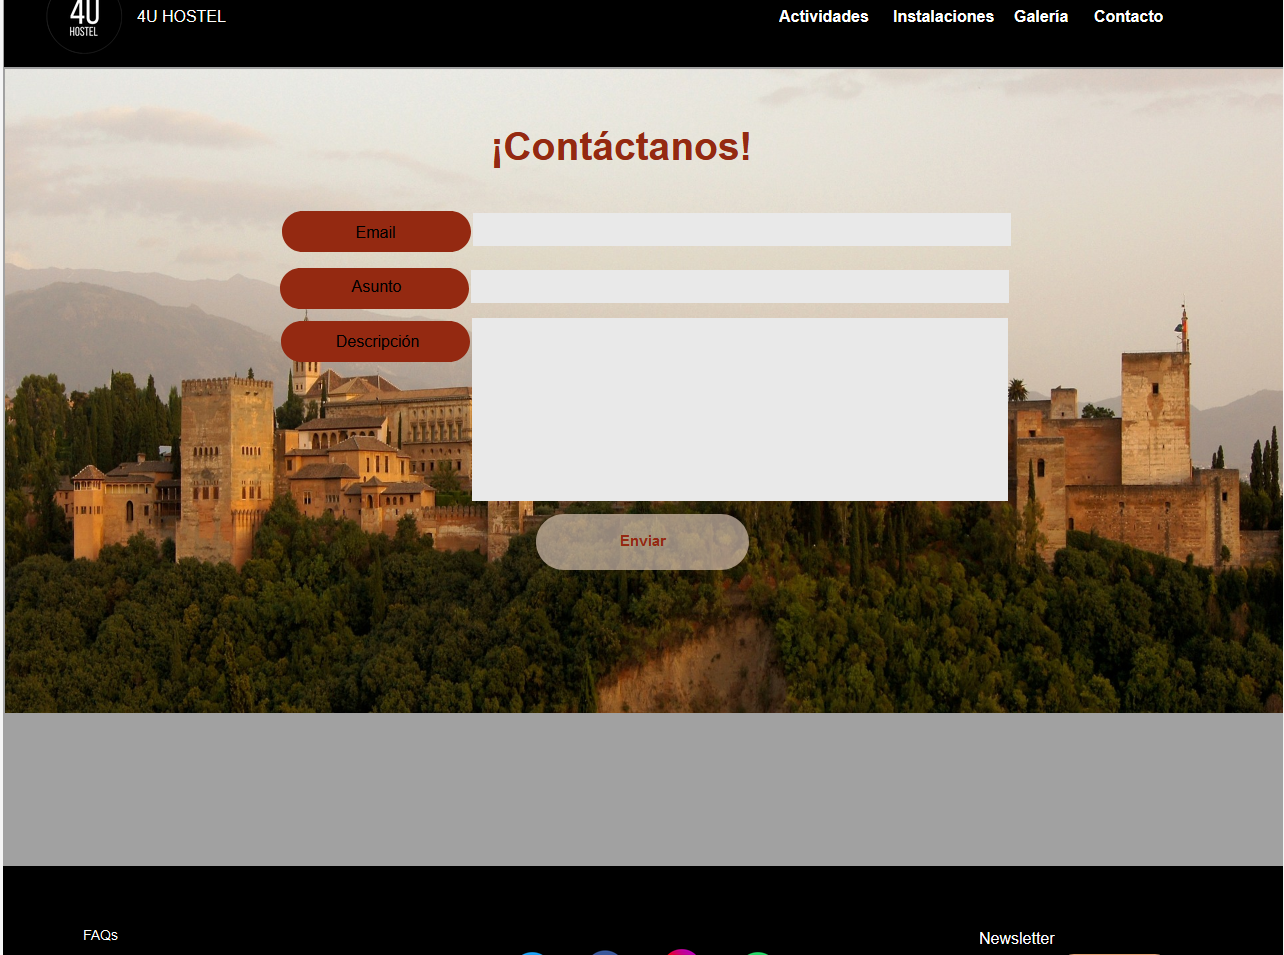 4U
HOSTEL
4U HOSTEL
Actividades
Instalaciones
Galería
Contacto
¡Contáctanos!
Email
Asunto
Descripción
Enviar
FAQs
Newsletter